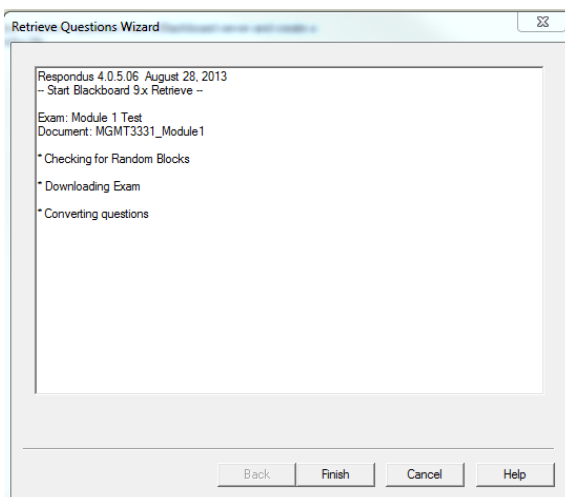 Retrieve Questions Wizard
Respondus 4.0.5.06 August 28, 2013
-- Start Blackboard 9.x Retrieve --
Exam: Module 1 Test
Document: MGMT3331_Module1
* Checking for Random Blocks
* Downloading Exam
* Converting questions
Back Finish Cancel Help